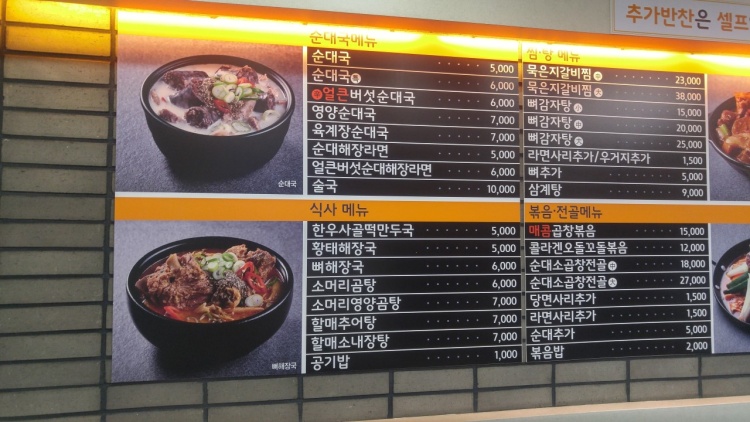 추가반찬은 셀프
순대국메뉴
순대국 5,000
순대국(특) 6,000
얼큰버섯순대국 6,000
영양순대국 7,000
육계장순대국 7,000
순대해장라면 5,000
얼큰버섯순대해장라면 6,000
술국 10,000
순대국
식사 메뉴
한우사골떡만두국 5,000
황태해장국 5,000
뼈해장국 6,000
소머리곰탕 6,000
소머리영양곰탕 7,000
할매추어탕 7,000
할매소내장탕 7,000
공기밥 1,000
뼈해장국
찜·탕 메뉴
묵은지갈비찜(中) 23,000
묵은지갈비찜(大) 38,000
뼈감자탕(小) 15,000
뼈감자탕(中) 20,000
뼈감자탕(大) 25,000
라면사리추가/우거지추가 1,500
뼈추가 5,000
삼계탕 9,000
볶음·전골메뉴
매콤곱창볶음 15,000
콜라겐오돌꼬돌볶음 12,000
순대소곱창전골(中) 18,000
순대소곱창전골(大) 27,000
당면사리추가 1,500
라면사리추가 1,500
순대추가 5,000
볶음밥 2,000